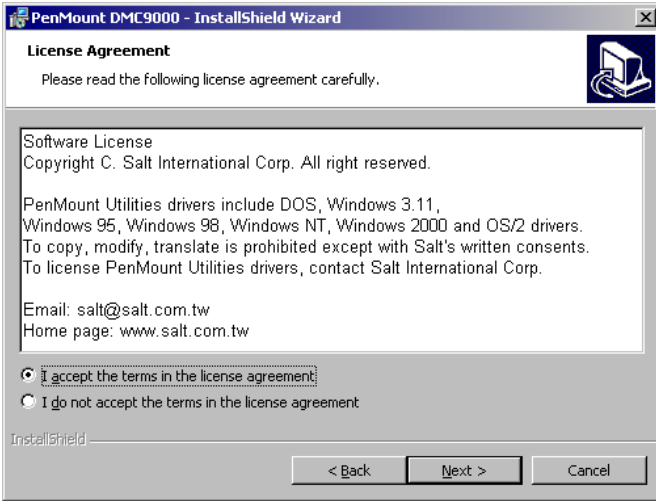 PenMount DMC9000 - InstallShield Wizard
License Agreement
Please read the following license agreement carefully.
Software License
Copyright C. Salt International Corp. All right reserved.
PenMount Utilities drivers include DOS, Windows 3.11,
Windows 95, Windows 98, Windows NT, Windows 2000 and OS/2 drivers.
To copy, modify, translate is prohibited except with Salt's written consents.
To license PenMount Utilities drivers, contact Salt International Corp.
Email: salt@salt.com.tw
Home page: www.salt.com.tw
I accept the terms in the license agreement
I do not accept the terms in the license agreement
InstallShield
< Back Next > Cancel